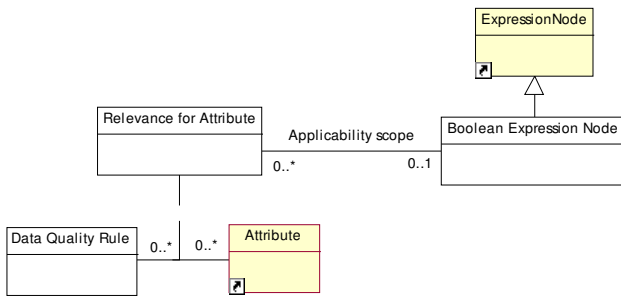 ExpressionNode
Relevance for Attribute
Applicability scope
Boolean Expression Node
0..*
0..1
Data Quality Rule
0..*
0..*
Attribute